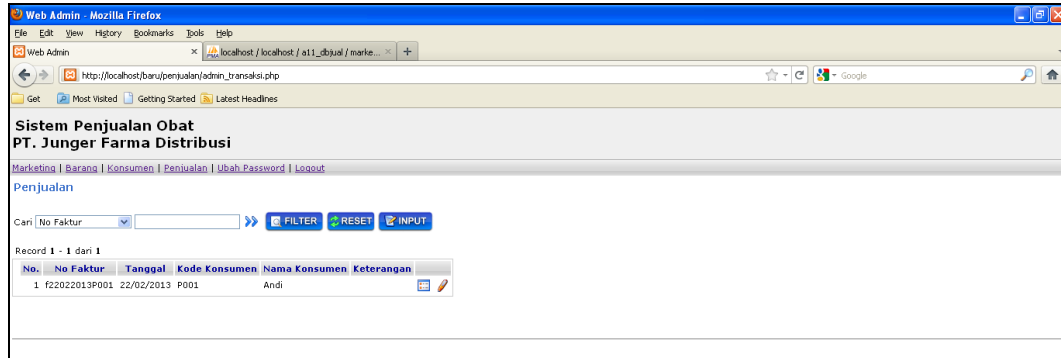 Web Admin - Mozilla Firefox
File Edit View History Bookmarks Tools Help
Web Admin × localhost / localhost / a11_dbjual / marke... × +
http://localhost/baru/penjualan/admin_transaksi.php Google
Get Most Visited Getting Started Latest Headlines
Sistem Penjualan Obat
PT. Junger Farma Distribusi
Marketing | Barang | Konsumen | Penjualan | Ubah Password | Logout
Penjualan
Cari No Faktur FILTER RESET INPUT
Record 1 - 1 dari 1
No. No Faktur Tanggal Kode Konsumen Nama Konsumen Keterangan
1 f22022013P001 22/02/2013 P001 Andi